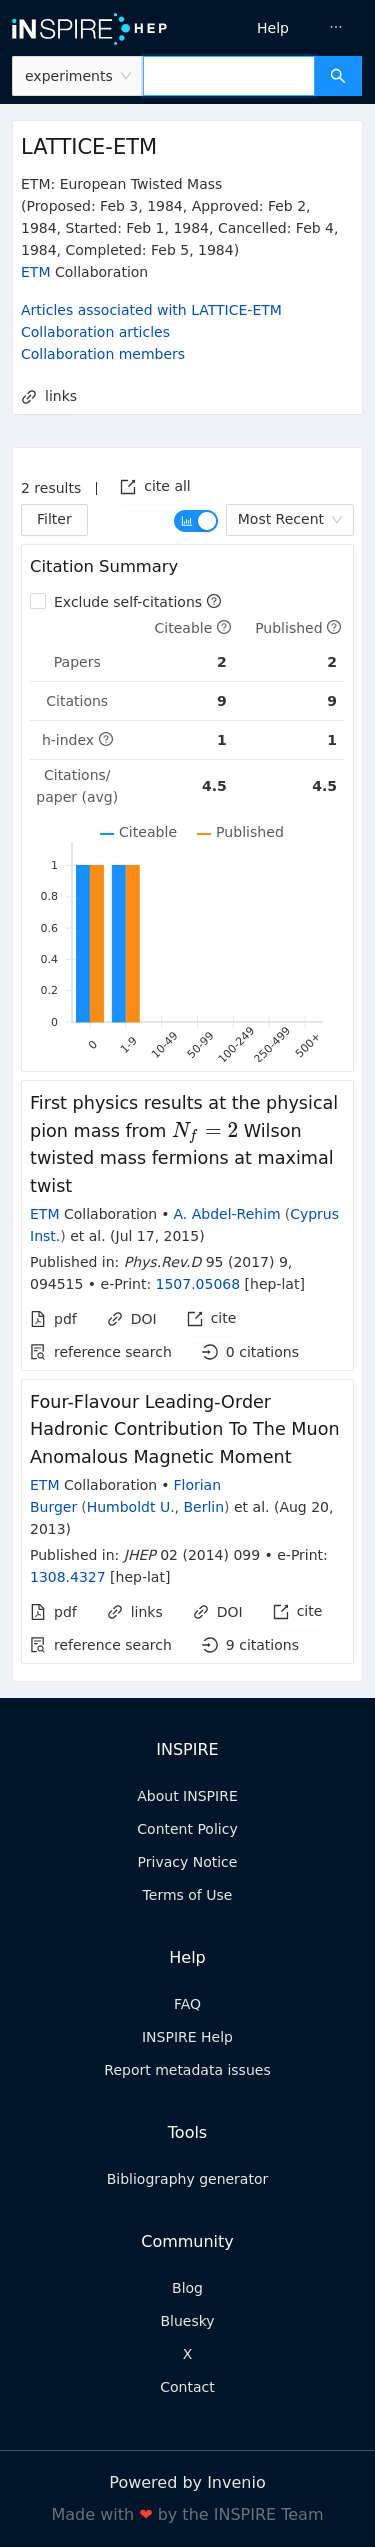 iNSPIRE HEP
Help
···
experiments
LATTICE-ETM
ETM: European Twisted Mass
(Proposed: Feb 3, 1984, Approved: Feb 2,
1984, Started: Feb 1, 1984, Cancelled: Feb 4,
1984, Completed: Feb 5, 1984)
ETM Collaboration
Articles associated with LATTICE-ETM
Collaboration articles
Collaboration members
links
2 results | cite all
Filter
Most Recent
Citation Summary
Exclude self-citations
Citeable Published
Papers 2 2
Citations 9 9
h-index 1 1
Citations/
paper (avg) 4.5 4.5
Citeable Published
1
0.8
0.6
0.4
0.2
0
0 1-9 10-49 50-99 100-249 250-499 500+
First physics results at the physical
pion mass from N_f = 2 Wilson
twisted mass fermions at maximal
twist
ETM Collaboration • A. Abdel-Rehim (Cyprus
Inst.) et al. (Jul 17, 2015)
Published in: Phys.Rev.D 95 (2017) 9,
094515 • e-Print: 1507.05068 [hep-lat]
pdf DOI cite
reference search 0 citations
Four-Flavour Leading-Order
Hadronic Contribution To The Muon
Anomalous Magnetic Moment
ETM Collaboration • Florian
Burger (Humboldt U., Berlin) et al. (Aug 20,
2013)
Published in: JHEP 02 (2014) 099 • e-Print:
1308.4327 [hep-lat]
pdf links DOI cite
reference search 9 citations
INSPIRE
About INSPIRE
Content Policy
Privacy Notice
Terms of Use
Help
FAQ
INSPIRE Help
Report metadata issues
Tools
Bibliography generator
Community
Blog
Bluesky
X
Contact
Powered by Invenio
Made with ❤ by the INSPIRE Team